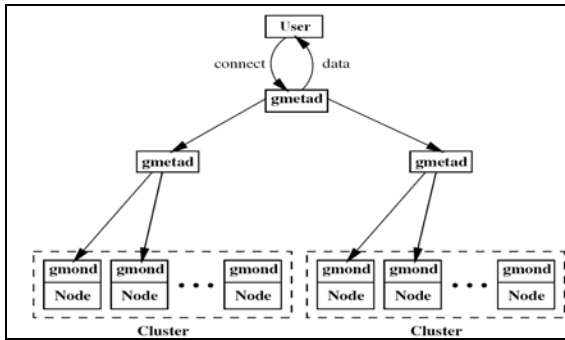 User
connect data
gmetad
gmetad gmetad
gmond gmond gmond gmond gmond gmond
Node Node • • • Node Node Node • • • Node
Cluster Cluster